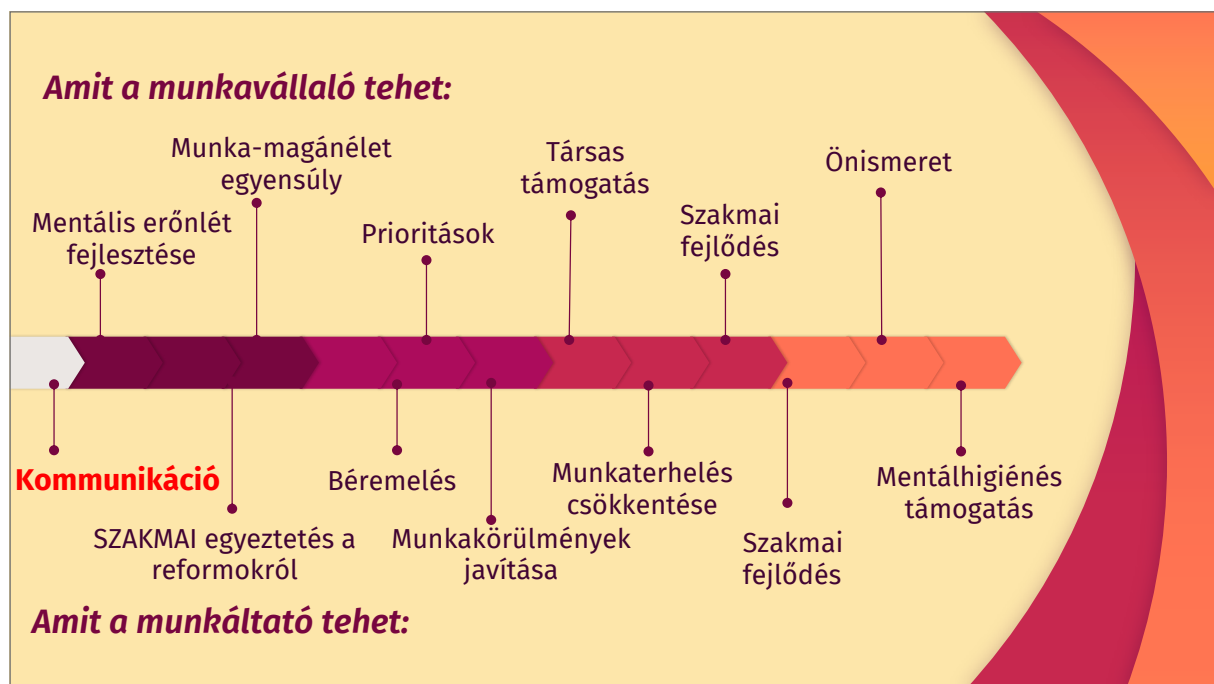 Amit a munkavállaló tehet:
Munka-magánélet
egyensúly
Társas
támogatás
Önismeret
Mentális erőnlét
fejlesztése
Prioritások
Szakmai
fejlődés
Kommunikáció
Béremelés
Munkaterhelés
csökkentése
Mentálhigiénés
támogatás
SZAKMAI egyeztetés a
reformokról
Munkakörülmények
javítása
Szakmai
fejlődés
Amit a munkáltató tehet: